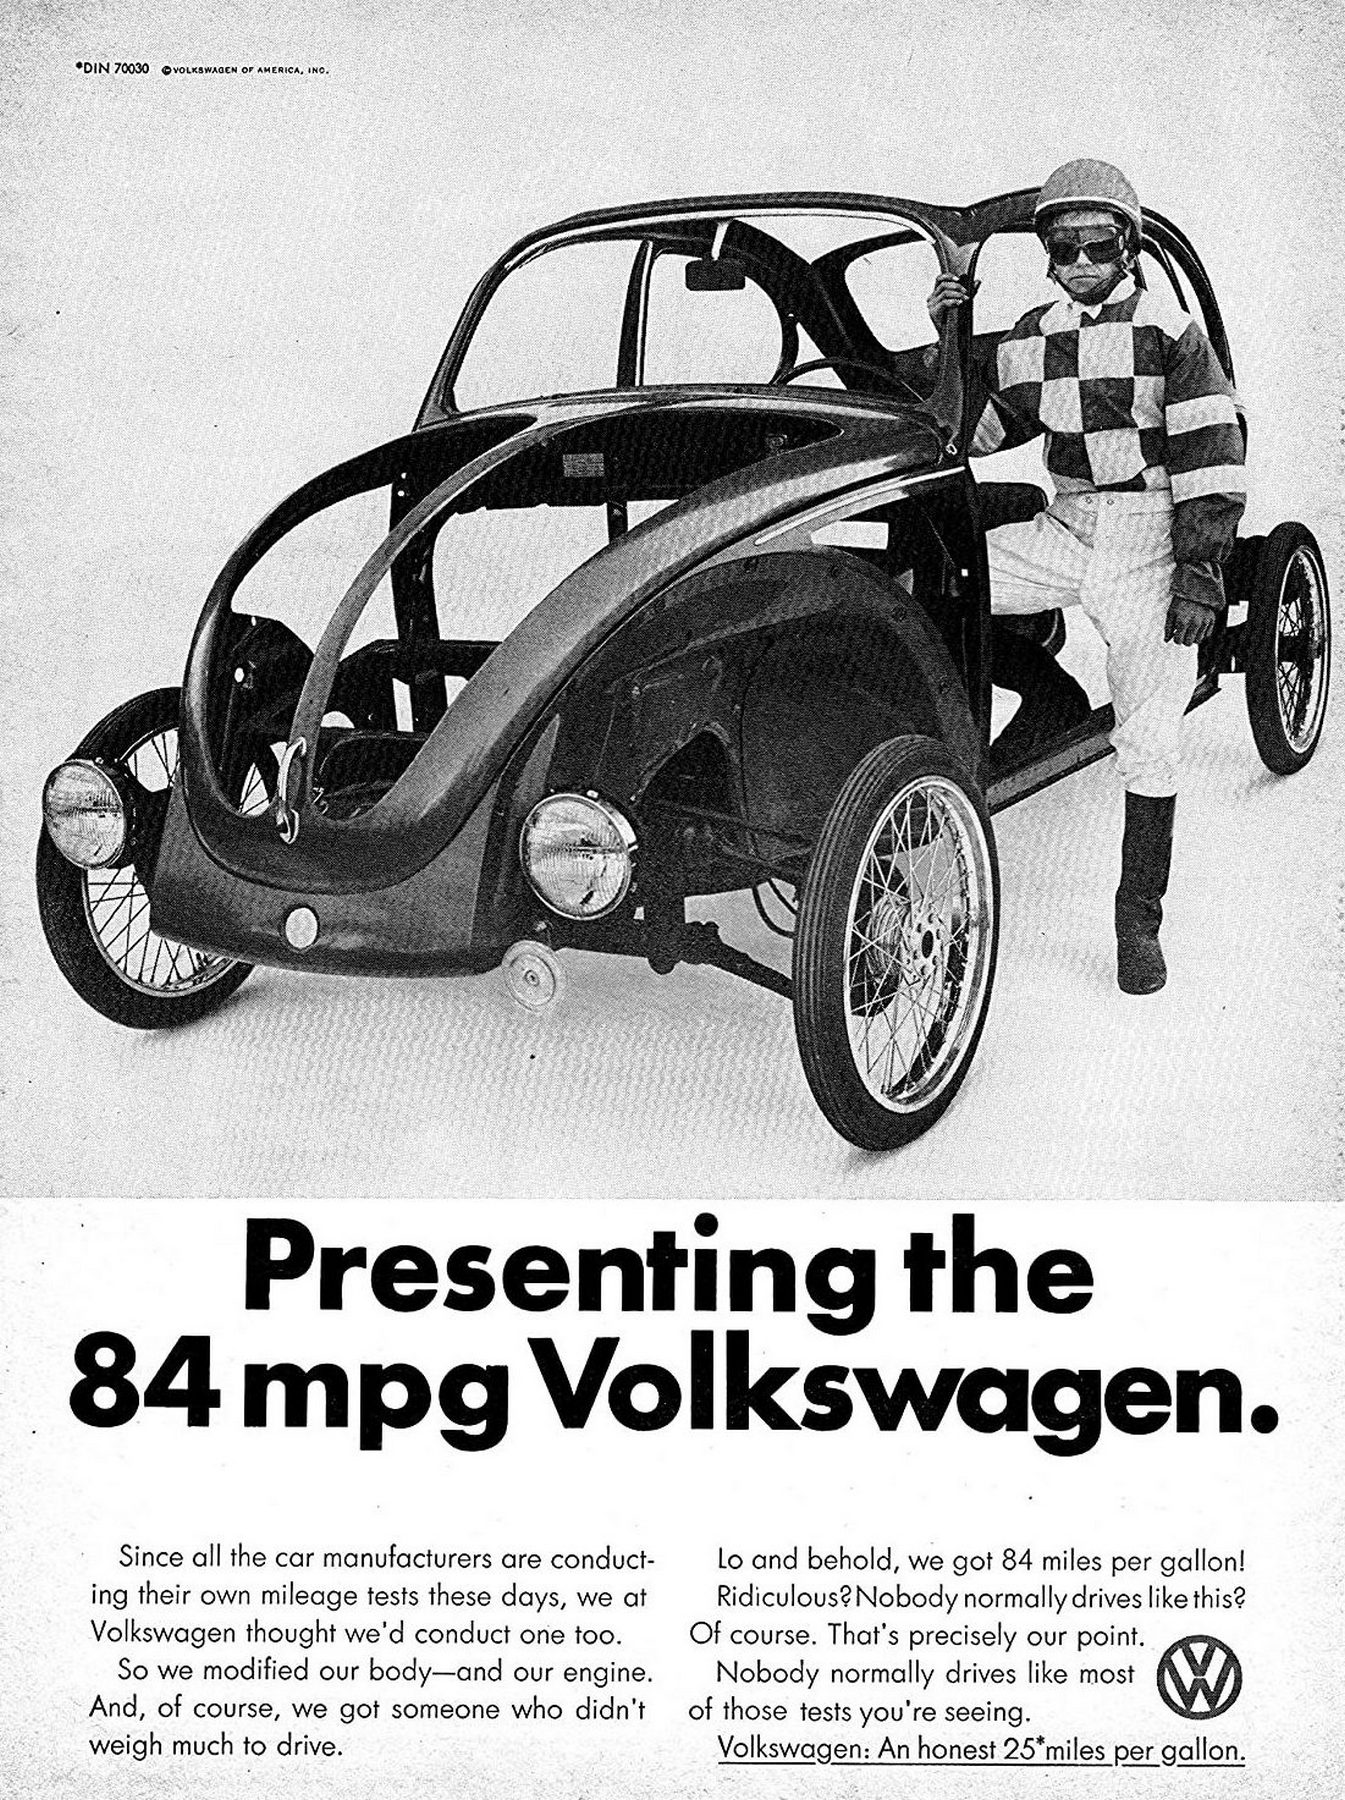 *DIN 70030 ©VOLKSWAGEN OF AMERICA, INC.
Presenting the
84 mpg Volkswagen.
Since all the car manufacturers are conduct-
ing their own mileage tests these days, we at
Volkswagen thought we'd conduct one too.
So we modified our body—and our engine.
And, of course, we got someone who didn't
weigh much to drive.
Lo and behold, we got 84 miles per gallon!
Ridiculous? Nobody normally drives like this?
Of course. That's precisely our point.
Nobody normally drives like most
of those tests you're seeing.
Volkswagen: An honest 25*miles per gallon.
VW